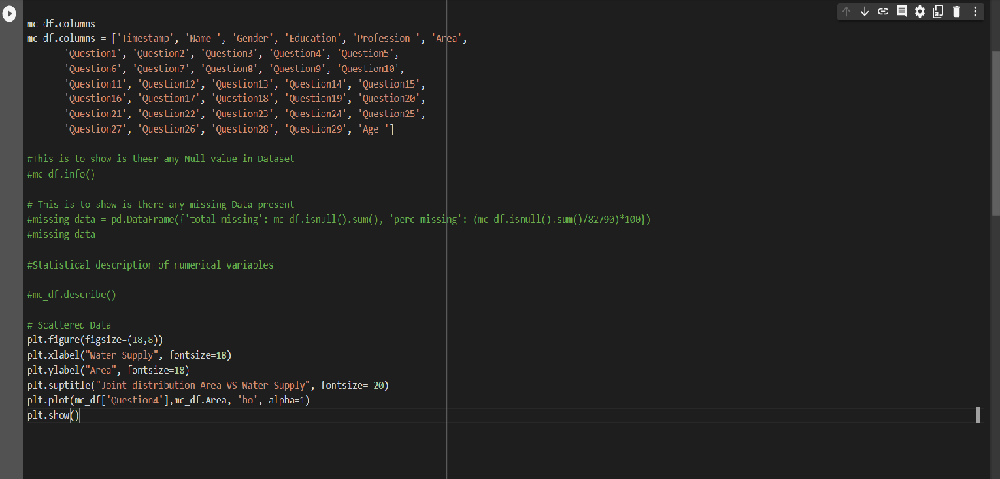 mc_df.columns
mc_df.columns = ['Timestamp', 'Name ', 'Gender', 'Education', 'Profession ', 'Area',
'Question1', 'Question2', 'Question3', 'Question4', 'Question5',
'Question6', 'Question7', 'Question8', 'Question9', 'Question10',
'Question11', 'Question12', 'Question13', 'Question14', 'Question15',
'Question16', 'Question17', 'Question18', 'Question19', 'Question20',
'Question21', 'Question22', 'Question23', 'Question24', 'Question25',
'Question27', 'Question26', 'Question28', 'Question29', 'Age ']
#This is to show is theer any Null value in Dataset
#mc_df.info()
# This is to show is there any missing Data present
#missing_data = pd.DataFrame({'total_missing': mc_df.isnull().sum(), 'perc_missing': (mc_df.isnull().sum()/82790)*100})
#missing_data
#Statistical description of numerical variables
#mc_df.describe()
# Scattered Data
plt.figure(figsize=(18,8))
plt.xlabel("Water Supply", fontsize=18)
plt.ylabel("Area", fontsize=18)
plt.suptitle("Joint distribution Area VS Water Supply", fontsize= 20)
plt.plot(mc_df['Question4'],mc_df.Area, 'bo', alpha=1)
plt.show()